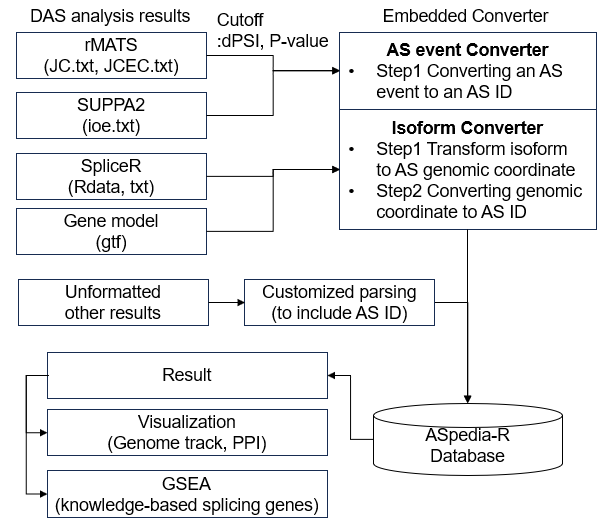 DAS analysis results
Cutoff
:dPSI, P-value
Embedded Converter
rMATS
(JC.txt, JCEC.txt)
SUPPA2
(ioe.txt)
SpliceR
(Rdata, txt)
Gene model
(gtf)
AS event Converter
• Step1 Converting an AS
event to an AS ID
Isoform Converter
• Step1 Transform isoform
to AS genomic coordinate
• Step2 Converting genomic
coordinate to AS ID
Unformatted
other results
Customized parsing
(to include AS ID)
Result
Visualization
(Genome track, PPI)
GSEA
(knowledge-based splicing genes)
ASpedia-R
Database